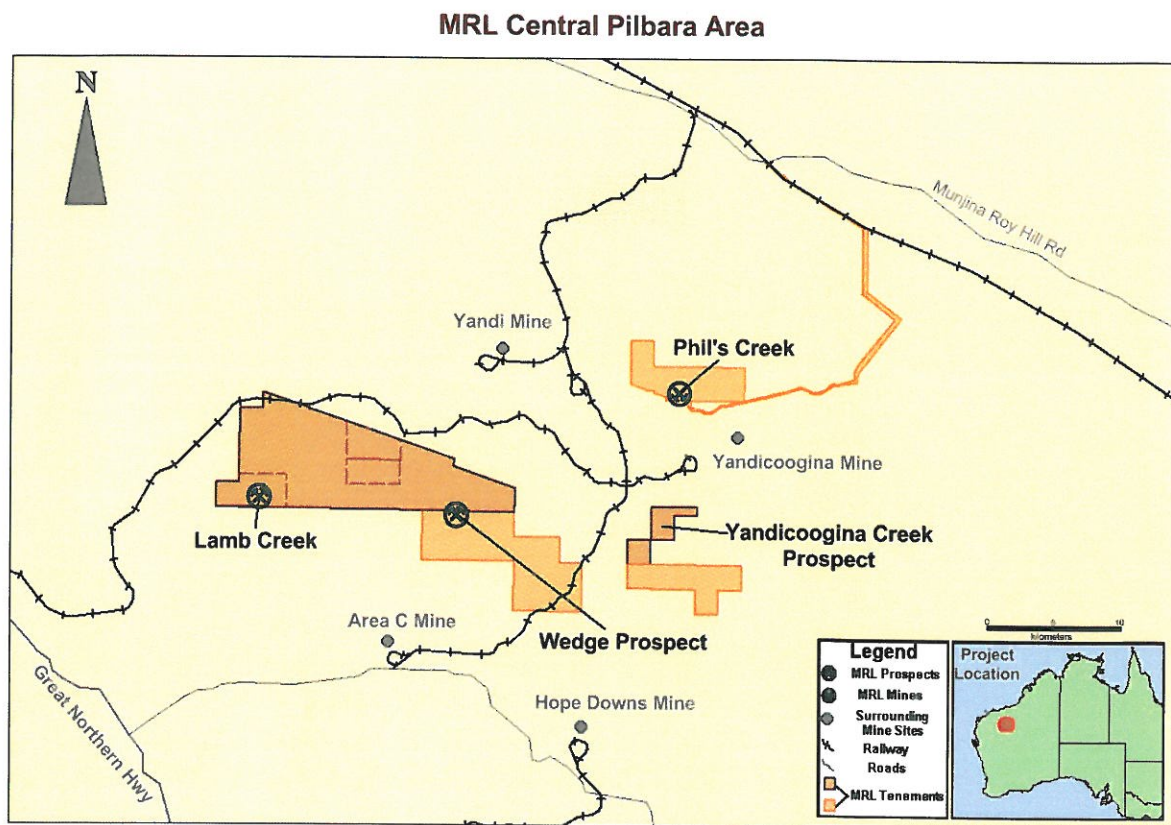 MRL Central Pilbara Area
N
Munjina Roy Hill Rd
Yandi Mine
Phil's Creek
Yandicoogina Mine
Lamb Creek
Yandicoogina Creek
Prospect
Area C Mine
Wedge Prospect
Hope Downs Mine
Great Northern Hwy
0
10
kilometers
Legend
MRL Prospects
MRL Mines
Surrounding
Mine Sites
Railway
Roads
MRL Tenements
Project
Location